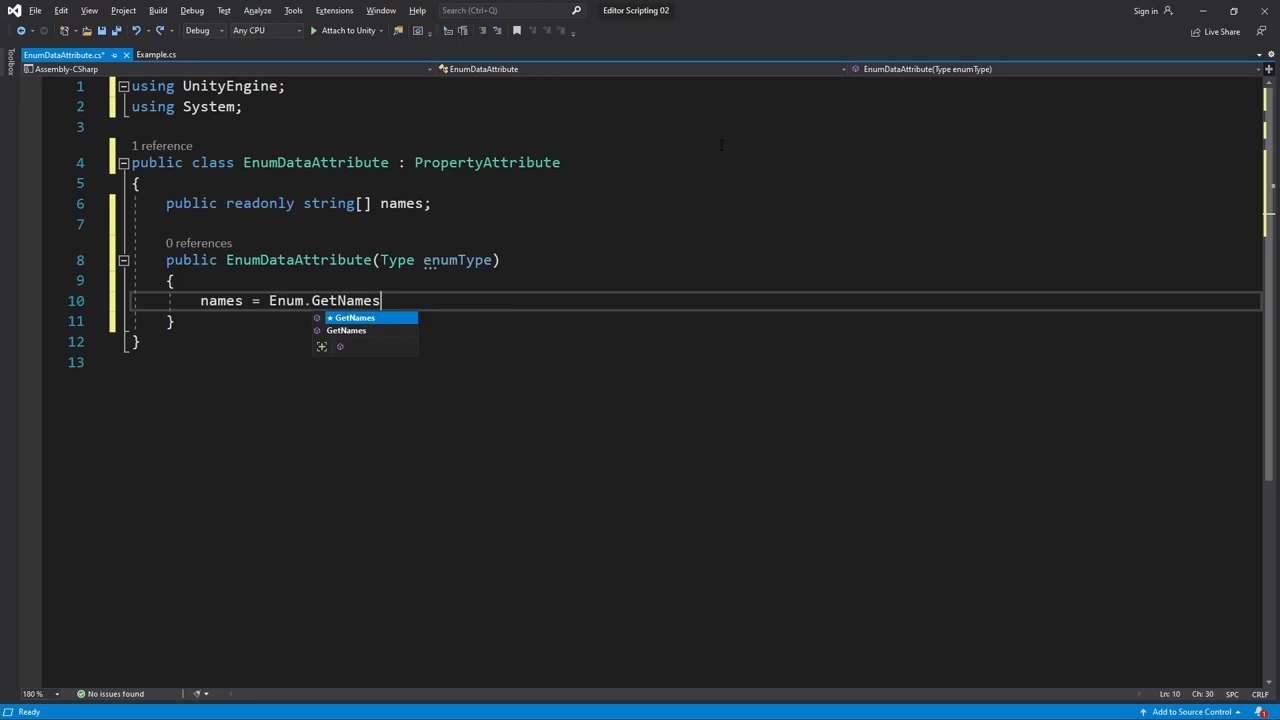 File Edit View Project Build Debug Test Analyze Tools Extensions Window Help Search (Ctrl+Q) Editor Scripting 02 Sign in
Debug Any CPU Attach to Unity Live Share
Toolbox
EnumDataAttribute.cs* Example.cs
Assembly-CSharp EnumDataAttribute EnumDataAttribute(Type enumType)
1 using UnityEngine;
2 using System;
3
1 reference
4 public class EnumDataAttribute : PropertyAttribute
5 {
6 public readonly string[] names;
7
0 references
8 public EnumDataAttribute(Type enumType)
9 {
10 names = Enum.GetNames
★ GetNames
11 }
GetNames
12 }
13
180 % No issues found Ln: 10 Ch: 30 SPC CRLF
Ready Add to Source Control 1